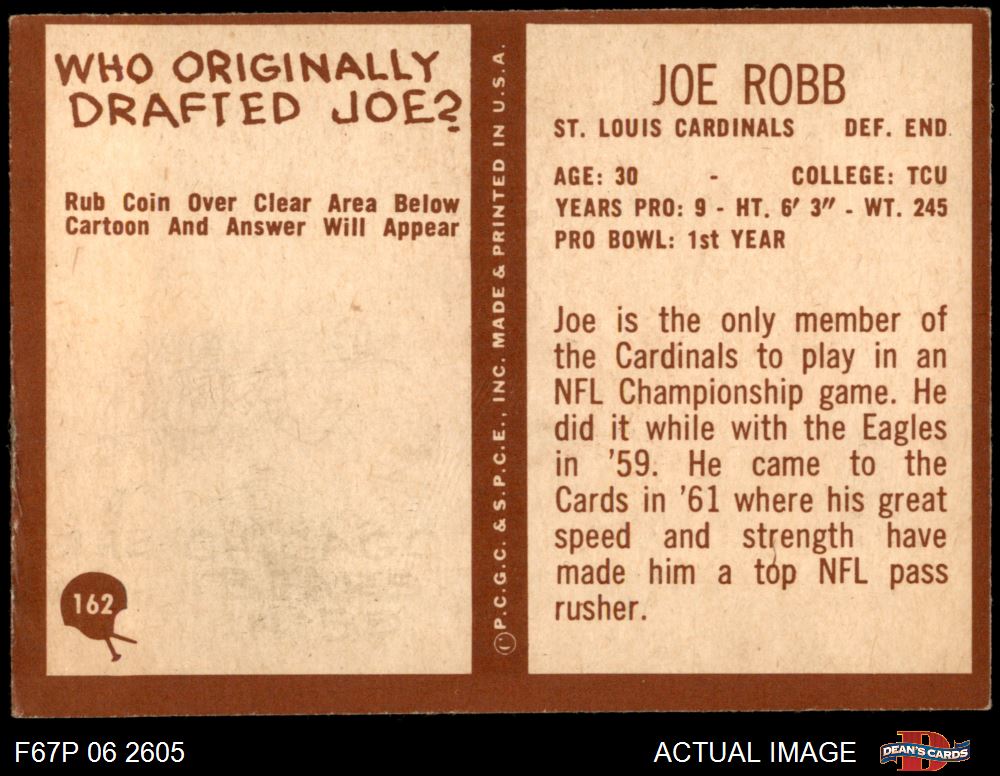 WHO ORIGINALLY
DRAFTED JOE?
Rub Coin Over Clear Area Below
Cartoon And Answer Will Appear
162
© P.C.G.C. & S.P.C.E., INC. MADE & PRINTED IN U.S.A.
JOE ROBB
ST. LOUIS CARDINALS DEF. END.
AGE: 30 - COLLEGE: TCU
YEARS PRO: 9 - HT. 6' 3" - WT. 245
PRO BOWL: 1st YEAR
Joe is the only member of
the Cardinals to play in an
NFL Championship game. He
did it while with the Eagles
in '59. He came to the
Cards in '61 where his great
speed and strength have
made him a top NFL pass
rusher.
F67P 06 2605
ACTUAL IMAGE
D
DEAN'S CARDS